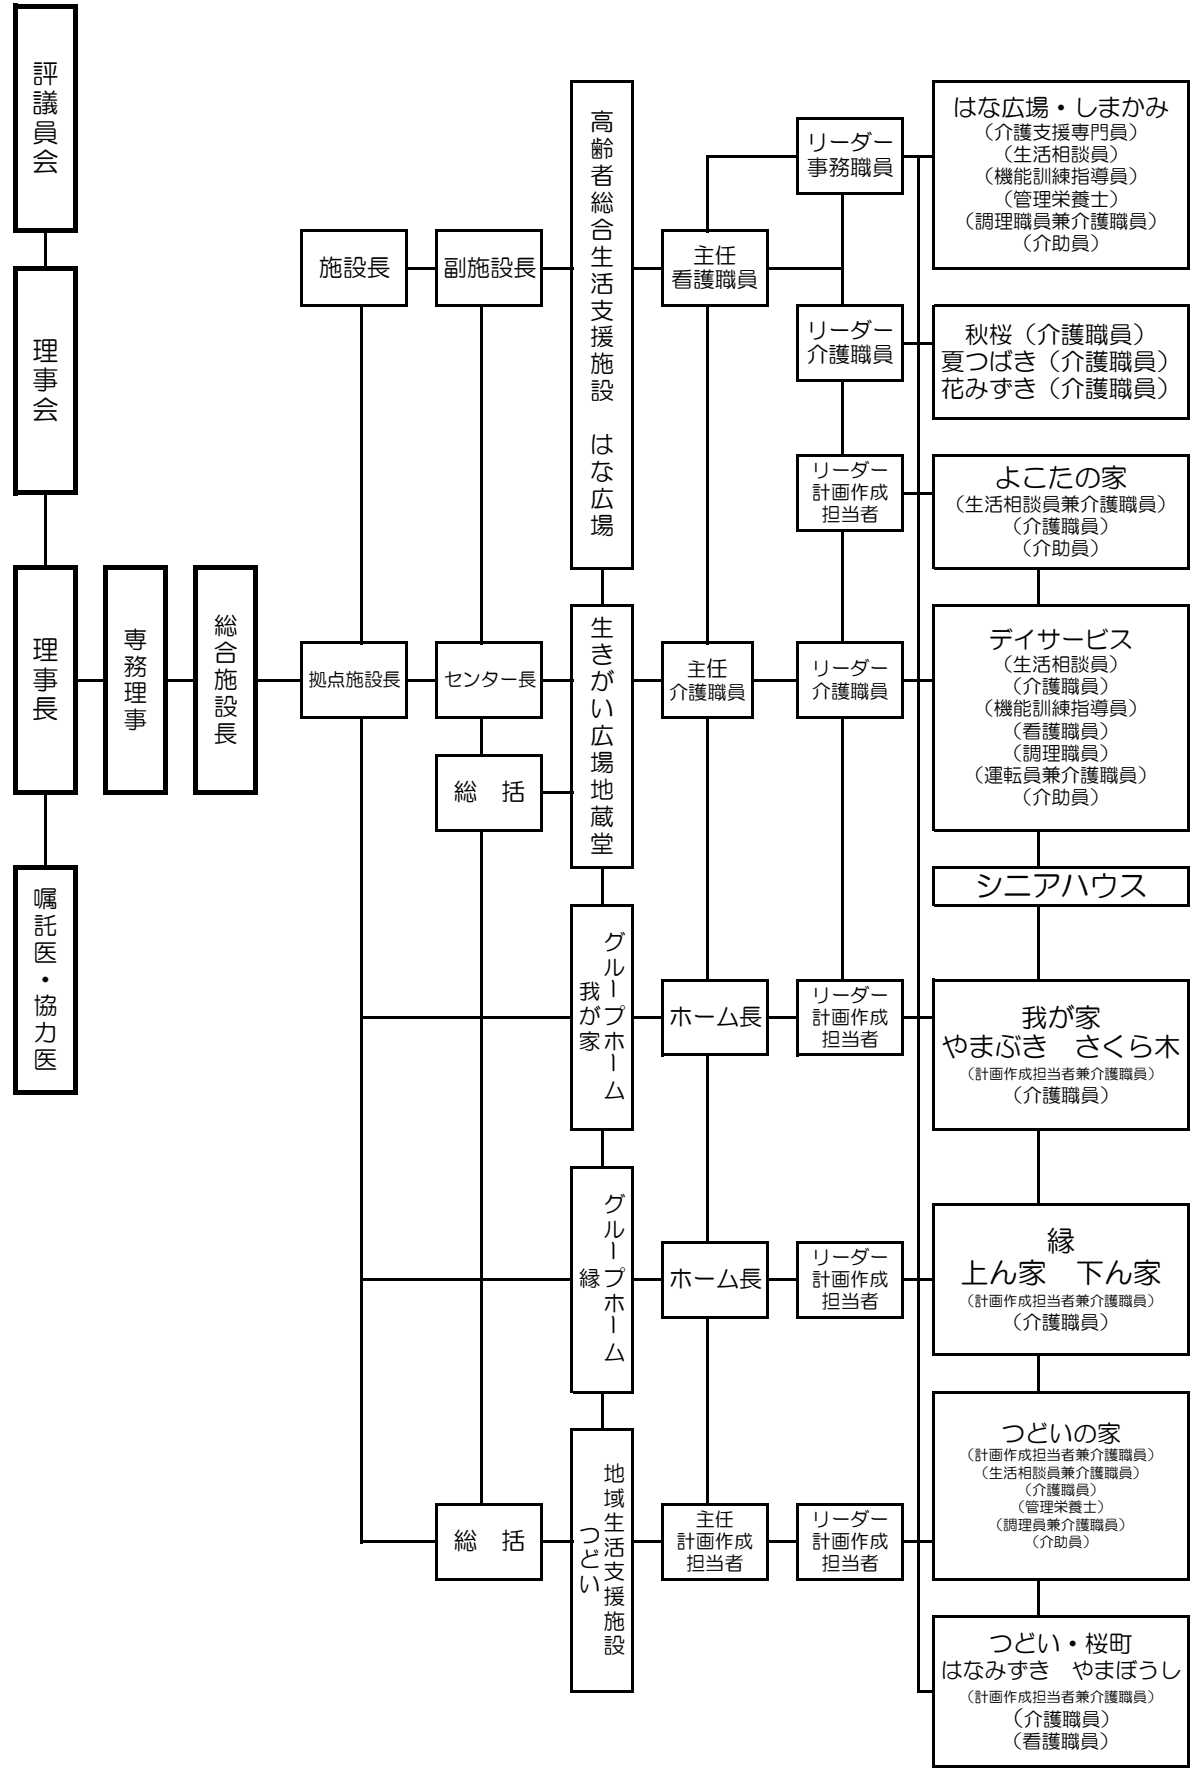 評議員会
理事会
理事長
嘱託医・協力医
専務理事
総合施設長
施設長
拠点施設長
副施設長
センター長
総　括
総　括
高齢者総合生活支援施設　はな広場
生きがい広場地蔵堂
グループホーム
我が家
グループホーム
縁
地域生活支援施設
つどい
主任
看護職員
主任
介護職員
ホーム長
ホーム長
主任
計画作成
担当者
リーダー
事務職員
リーダー
介護職員
リーダー
計画作成
担当者
リーダー
介護職員
リーダー
計画作成
担当者
リーダー
計画作成
担当者
リーダー
計画作成
担当者
はな広場・しまかみ
（介護支援専門員）
（生活相談員）
（機能訓練指導員）
（管理栄養士）
（調理職員兼介護職員）
（介助員）
秋桜（介護職員）
夏つばき（介護職員）
花みずき（介護職員）
よこたの家
（生活相談員兼介護職員）
（介護職員）
（介助員）
デイサービス
（生活相談員）
（介護職員）
（機能訓練指導員）
（看護職員）
（調理職員）
（運転員兼介護職員）
（介助員）
シニアハウス
我が家
やまぶき　さくら木
（計画作成担当者兼介護職員）
（介護職員）
縁
上ん家　下ん家
（計画作成担当者兼介護職員）
（介護職員）
つどいの家
（計画作成担当者兼介護職員）
（生活相談員兼介護職員）
（介護職員）
（管理栄養士）
（調理員兼介護職員）
（介助員）
つどい・桜町
はなみずき　やまぼうし
（計画作成担当者兼介護職員）
（介護職員）
（看護職員）